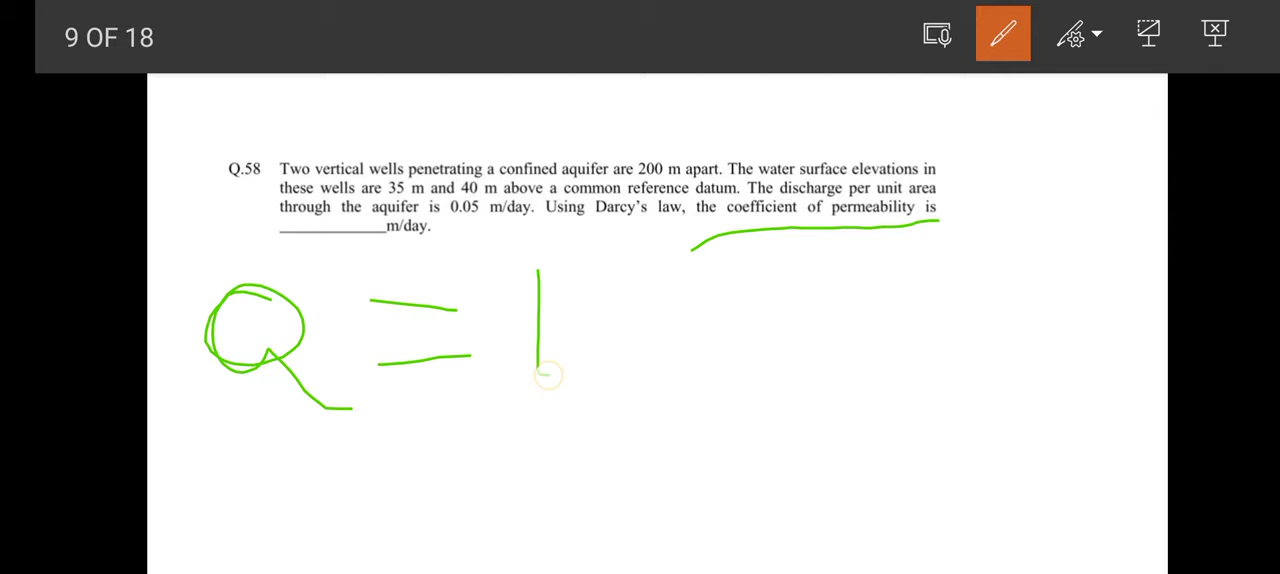 9 OF 18
Q.58 Two vertical wells penetrating a confined aquifer are 200 m apart. The water surface elevations in
these wells are 35 m and 40 m above a common reference datum. The discharge per unit area
through the aquifer is 0.05 m/day. Using Darcy's law, the coefficient of permeability is
____________m/day.
Q =